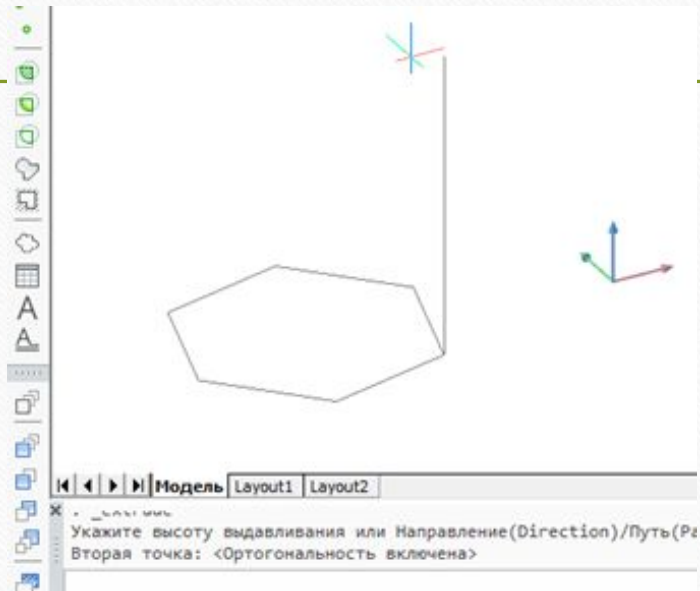 A
A
Модель Layout1 Layout2
Укажите высоту выдавливания или Направление(Direction)/Путь(Pa
Вторая точка: <Ортогональность включена>